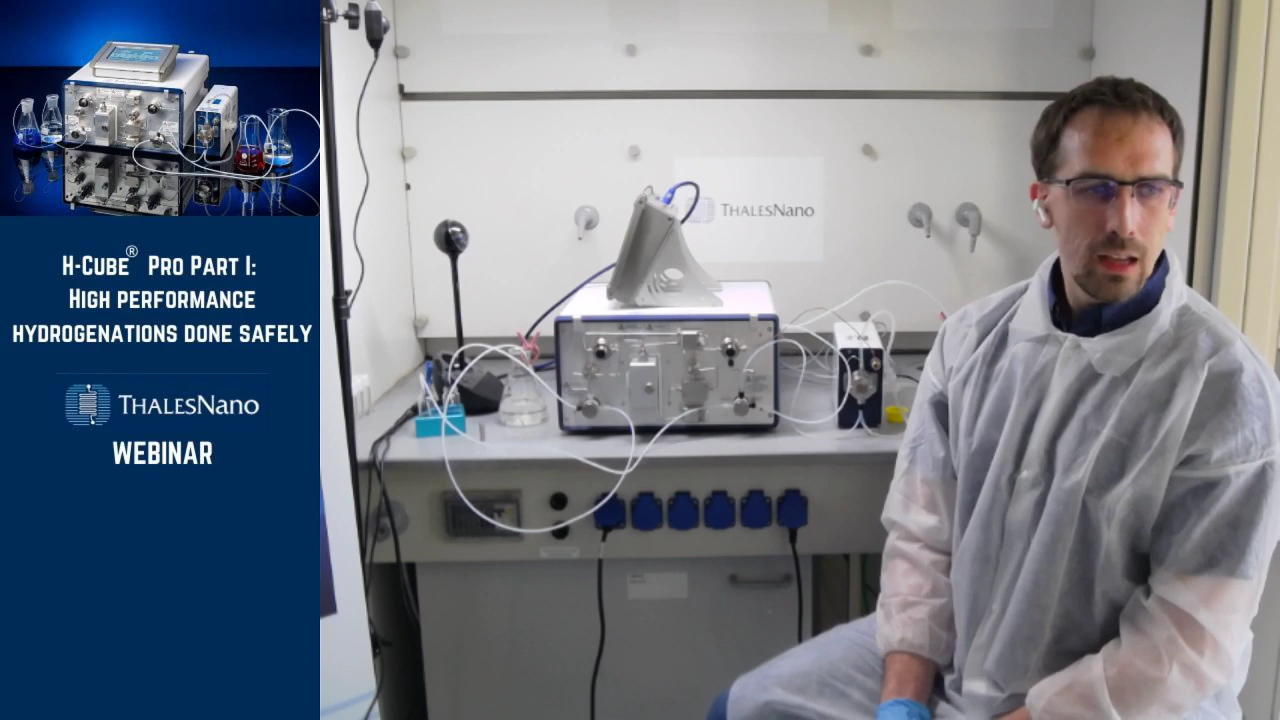 H-Cube® Pro Part I:
High performance
hydrogenations done safely
ThalesNano
WEBINAR
ThalesNano